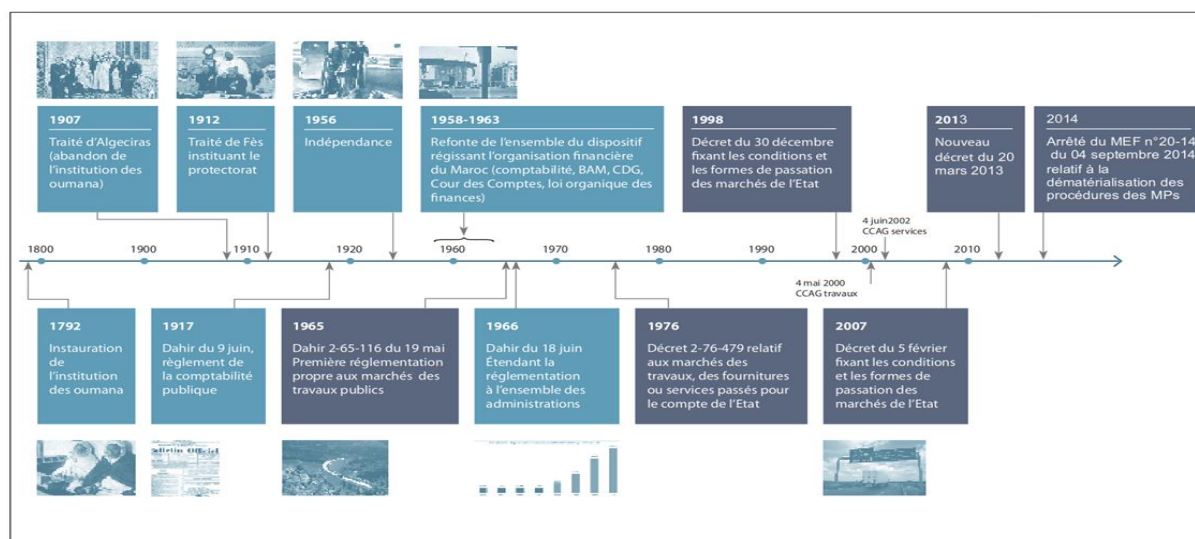 1907
Traité d'Algeciras
(abandon de
l'institution des
oumana)
1912
Traité de Fès
instituant le
protectorat
1956
Indépendance
1958-1963
Refonte de l'ensemble du dispositif
régissant l'organisation financière
du Maroc (comptabilité, BAM, CDG,
Cour des Comptes, loi organique des
finances)
1998
Décret du 30 décembre
fixant les conditions et
les formes de passation
des marchés de l'Etat
2013
Nouveau
décret du 20
mars 2013
2014
Arrêté du MEF n°20-14
du 04 septembre 2014
relatif à la
dématérialisation des
procédures des MPs
4 juin2002
CCAG services
1800
1900
1910
1920
1960
1970
1980
1990
2000
2010
4 mai 2000
CCAG travaux
1792
Instauration
de
l'institution
des oumana
1917
Dahir du 9 juin,
règlement de
la comptabilité
publique
1965
Dahir 2-65-116 du 19 mai
Première réglementation
propre aux marchés des
travaux publics
1966
Dahir du 18 juin
Étendant la
réglementation
à l'ensemble des
administrations
1976
Décret 2-76-479 relatif
aux marchés des
travaux, des fournitures
ou services passés pour
le compte de l'Etat
2007
Décret du 5 février
fixant les conditions
et les formes de
passation des
marchés de l'Etat
Bulletin Officiel